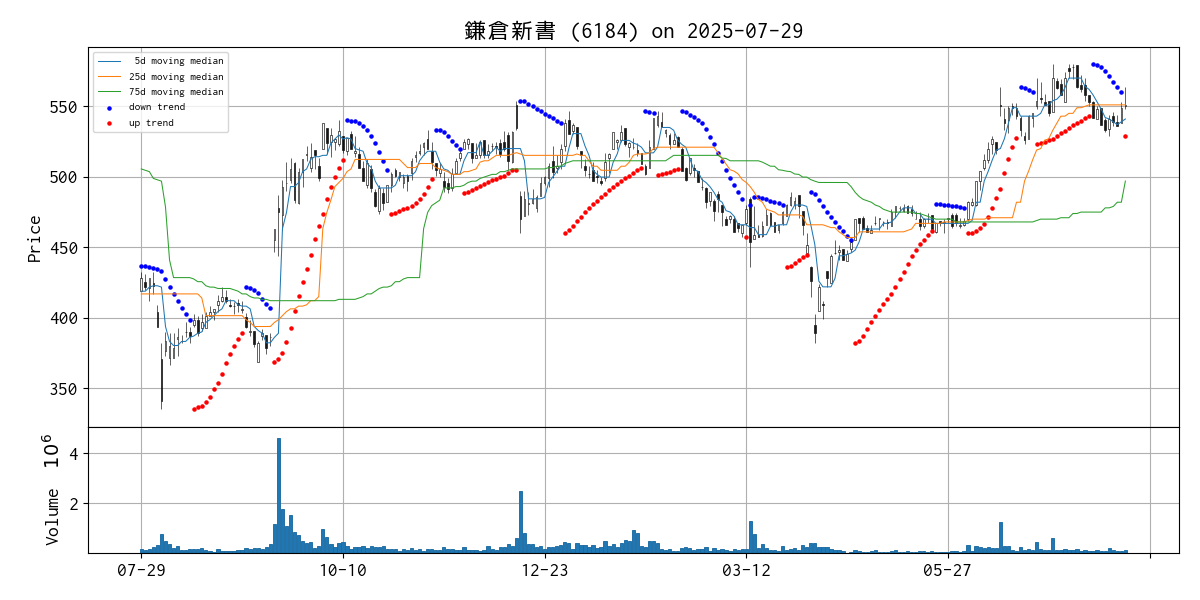 鎌倉新書 (6184) on 2025-07-29
5d moving median
25d moving median
75d moving median
down trend
up trend
Price
550
500
450
400
350
Volume 10^6
4
2
07-29 10-10 12-23 03-12 05-27